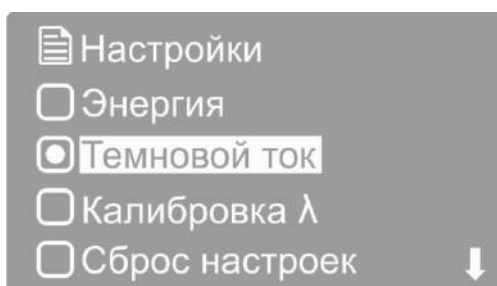 Настройки
Энергия
Темновой ток
Калибровка λ
Сброс настроек